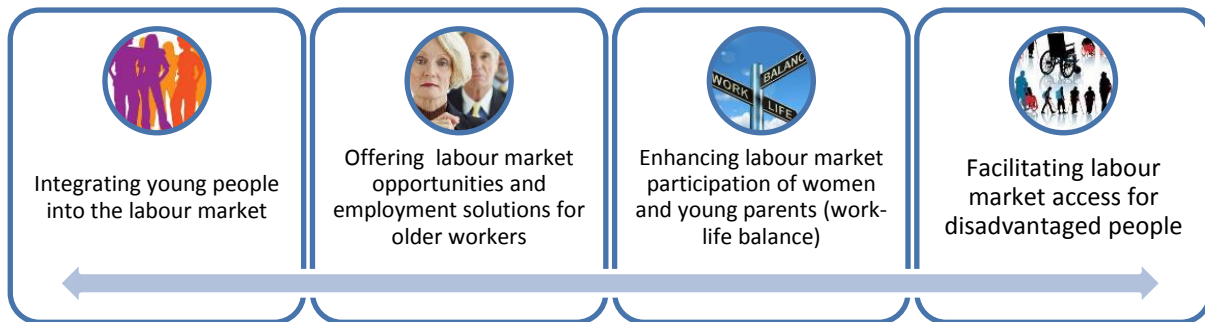 Integrating young people
into the labour market
Offering labour market
opportunities and
employment solutions for
older workers
WORK
BALANC
LIFE
Enhancing labour market
participation of women
and young parents (work-
life balance)
Facilitating labour
market access for
disadvantaged people